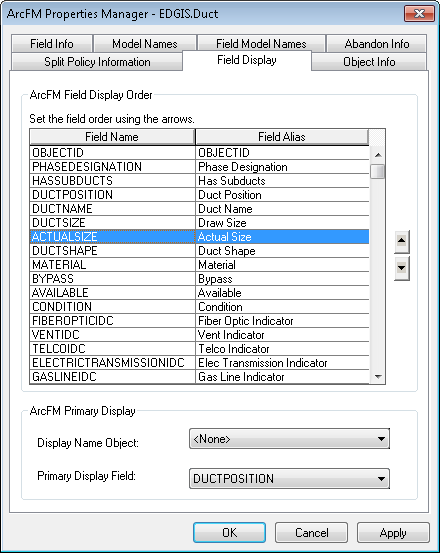 ArcFM Properties Manager - EDGIS.Duct
Field Info Model Names Field Model Names Abandon Info
Split Policy Information Field Display Object Info
ArcFM Field Display Order
Set the field order using the arrows.
Field Name Field Alias
OBJECTID OBJECTID
PHASEDESIGNATION Phase Designation
HASSUBDUCTS Has Subducts
DUCTPOSITION Duct Position
DUCTNAME Duct Name
DUCTSIZE Draw Size
ACTUALSIZE Actual Size
DUCTSHAPE Duct Shape
MATERIAL Material
BYPASS Bypass
AVAILABLE Available
CONDITION Condition
FIBEROPTICIDC Fiber Optic Indicator
VENTIDC Vent Indicator
TELCOIDC Telco Indicator
ELECTRICTRANSMISSIONIDC Elec Transmission Indicator
GASLINEIDC Gas Line Indicator
ArcFM Primary Display
Display Name Object: <None>
Primary Display Field: DUCTPOSITION
OK Cancel Apply